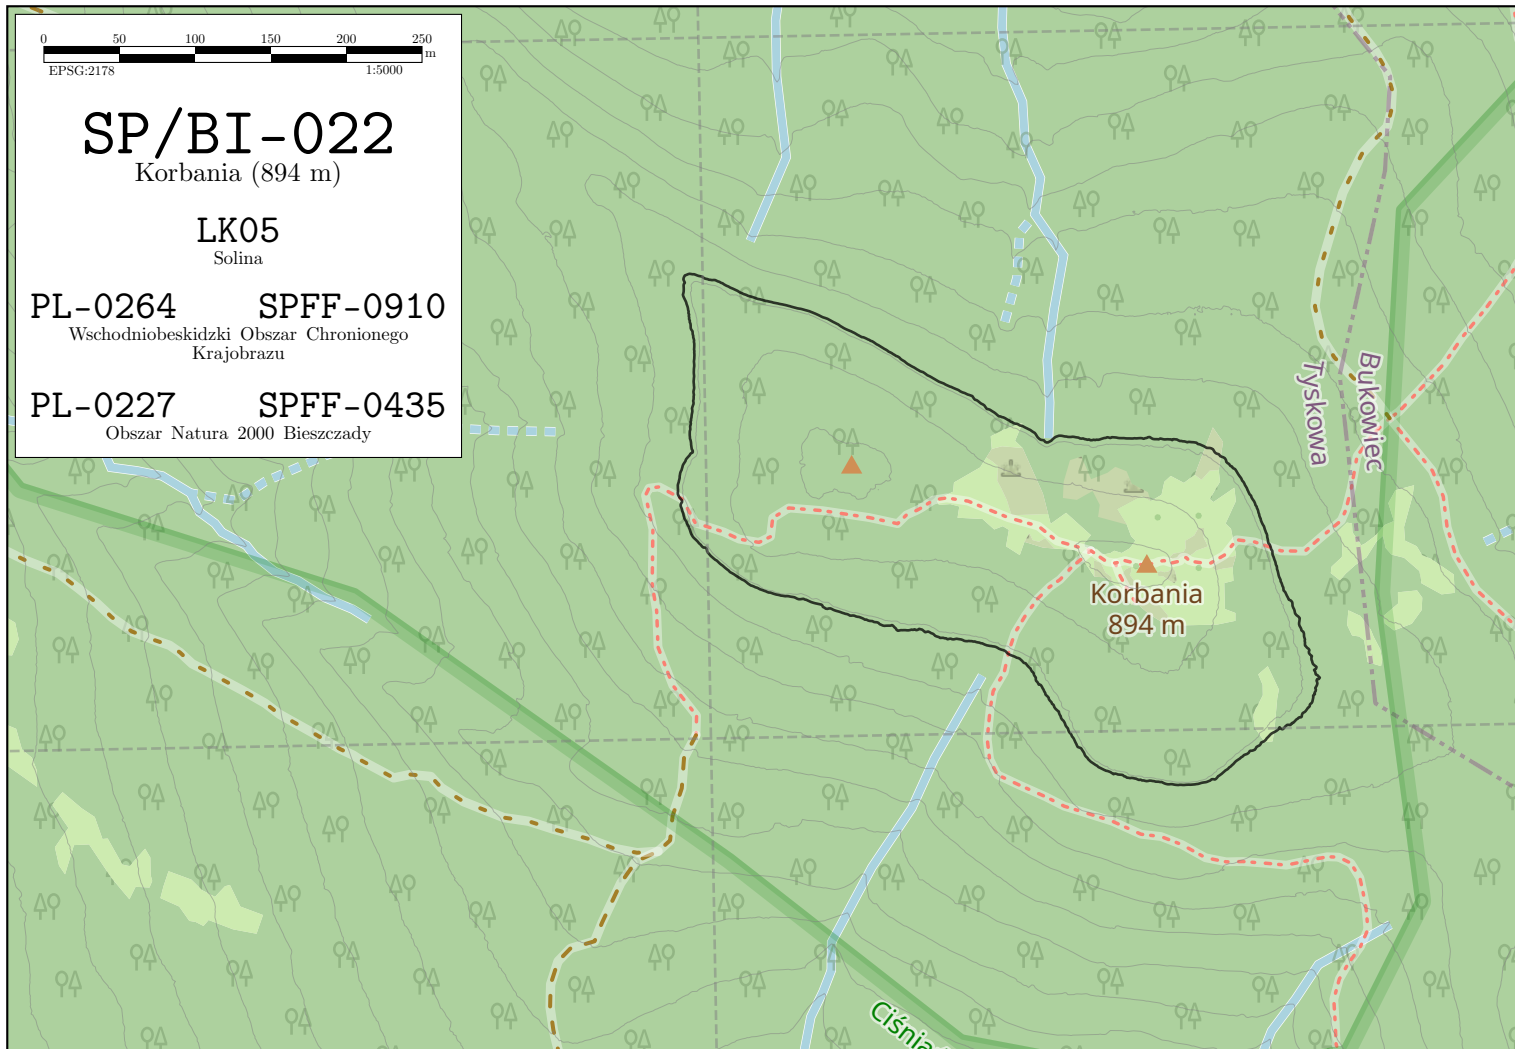 0 50 100 150 200 250
m
EPSG:2178 1:5000
SP/BI-022
Korbania (894 m)
LK05
Solina
PL-0264 SPFF-0910
Wschodniobeskidzki Obszar Chronionego
Krajobrazu
PL-0227 SPFF-0435
Obszar Natura 2000 Bieszczady
Bukowiec
Tyskowa
Korbania
894 m
Ciśnia